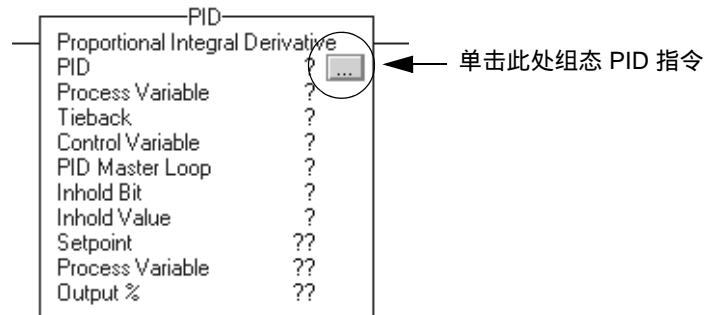 PID
Proportional Integral Derivative
PID ? ...
单击此处组态 PID 指令
Process Variable ?
Tieback ?
Control Variable ?
PID Master Loop ?
Inhold Bit ?
Inhold Value ?
Setpoint ??
Process Variable ??
Output % ??